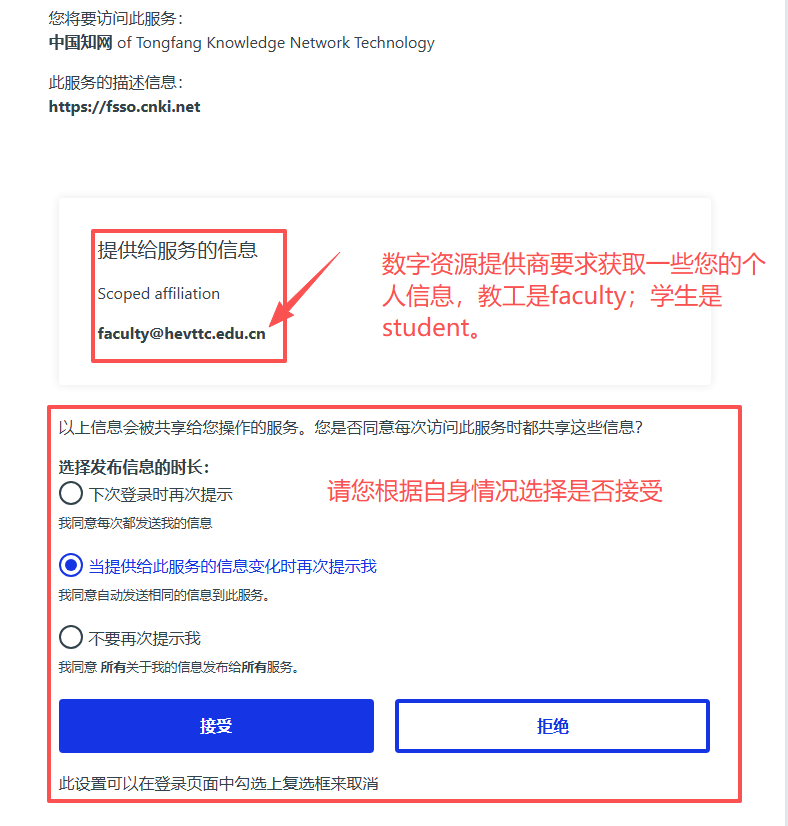 您将要访问此服务：
中国知网 of Tongfang Knowledge Network Technology
此服务的描述信息：
https://fsso.cnki.net
提供给服务的信息
Scoped affiliation
faculty@hevttc.edu.cn
数字资源提供商要求获取一些您的个
人信息，教工是faculty；学生是
student。
以上信息会被共享给您操作的服务。您是否同意每次访问此服务时都共享这些信息？
选择发布信息的时长：
下次登录时再次提示
请您根据自身情况选择是否接受
我同意每次都发送我的信息
当提供给此服务的信息变化时再次提示我
我同意自动发送相同的信息到此服务。
不要再次提示我
我同意 所有关于我的信息发布给所有服务。
接受
拒绝
此设置可以在登录页面中勾选上复选框来取消